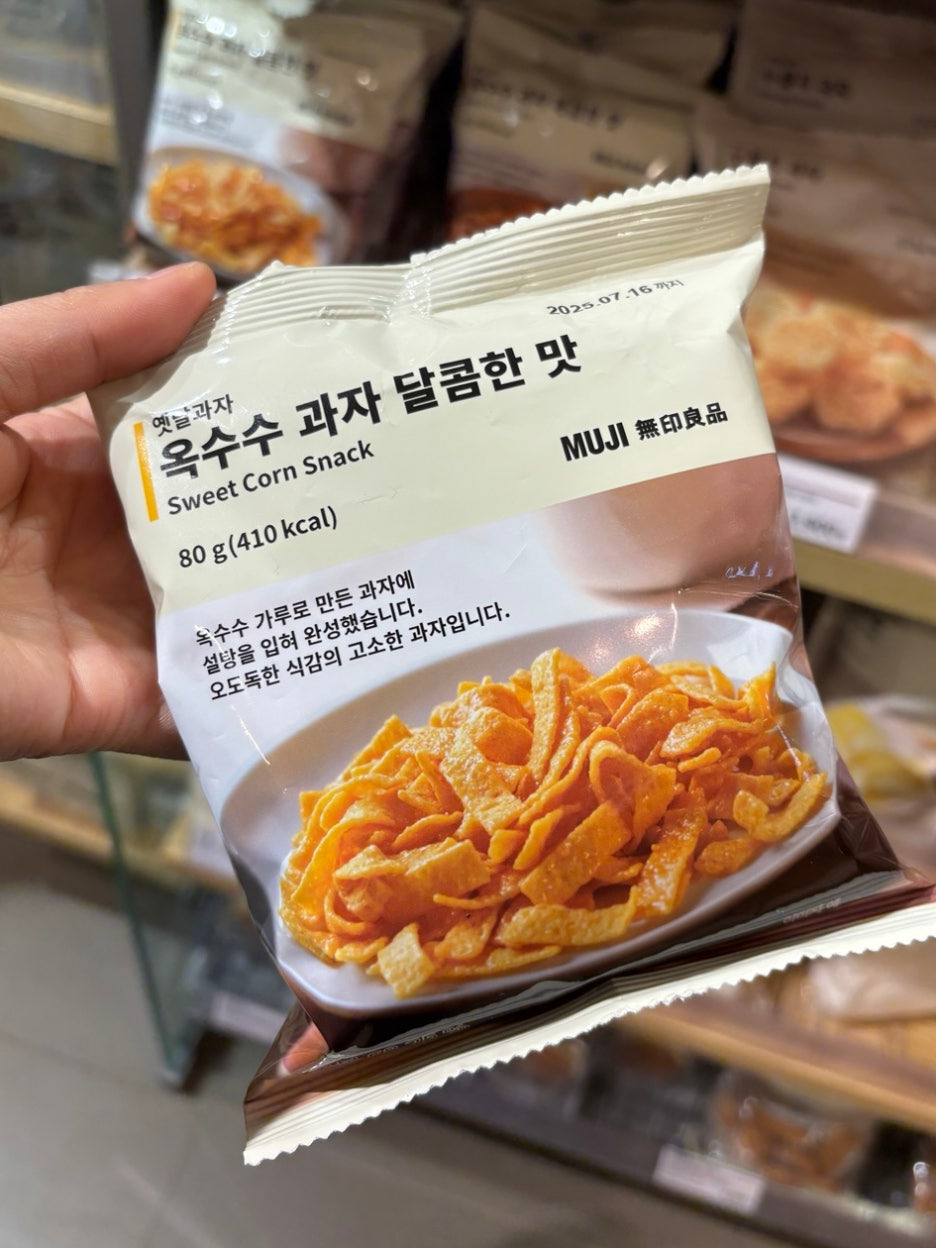 2025.07.16 까지
옛날과자
옥수수 과자 달콤한 맛
Sweet Corn Snack
MUJI 無印良品
80 g(410 kcal)
옥수수 가루로 만든 과자에
설탕을 입혀 완성했습니다.
오도독한 식감의 고소한 과자입니다.